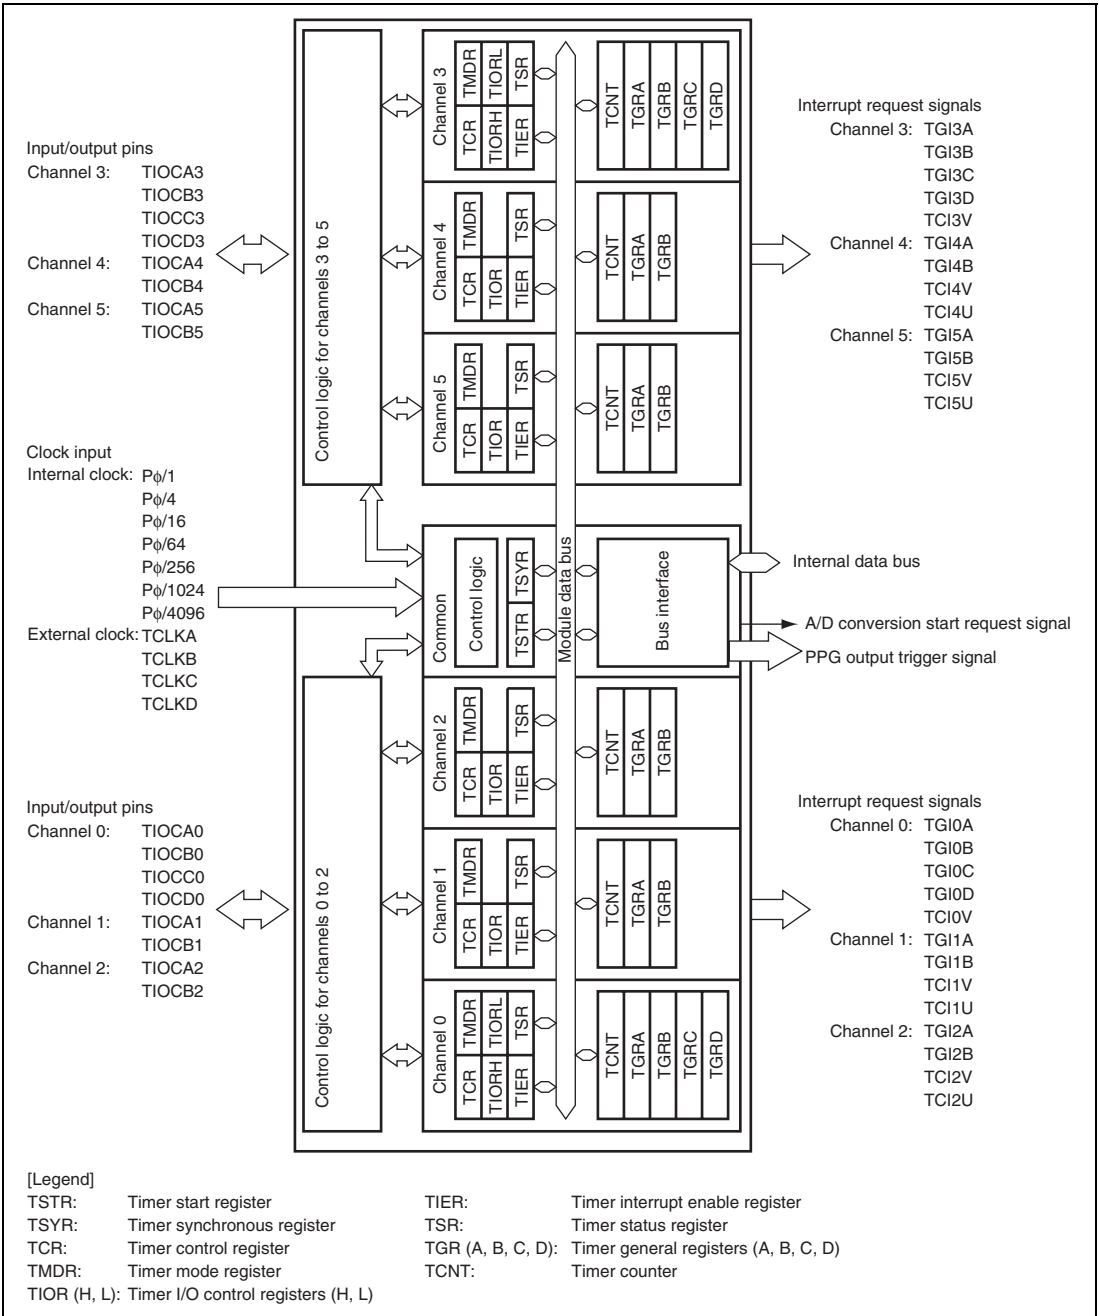 Input/output pins
Channel 3: TIOCA3
TIOCB3
TIOCC3
TIOCD3
Channel 4: TIOCA4
TIOCB4
Channel 5: TIOCA5
TIOCB5
Clock input
Internal clock: Pϕ/1
Pϕ/4
Pϕ/16
Pϕ/64
Pϕ/256
Pϕ/1024
Pϕ/4096
External clock: TCLKA
TCLKB
TCLKC
TCLKD
Input/output pins
Channel 0: TIOCA0
TIOCB0
TIOCC0
TIOCD0
Channel 1: TIOCA1
TIOCB1
Channel 2: TIOCA2
TIOCB2
Control logic for channels 3 to 5
Control logic for channels 0 to 2
Channel 3
TCR
TMDR
TIORH
TIORL
TIER
TSR
TCNT
TGRA
TGRB
TGRC
TGRD
Channel 4
TCR
TMDR
TIOR
TIER
TSR
TCNT
TGRA
TGRB
Channel 5
TCR
TMDR
TIOR
TIER
TSR
TCNT
TGRA
TGRB
Common
Control logic
TSTR
TSYR
Module data bus
Bus interface
Channel 2
TCR
TMDR
TIOR
TIER
TSR
TCNT
TGRA
TGRB
Channel 1
TCR
TMDR
TIOR
TIER
TSR
TCNT
TGRA
TGRB
Channel 0
TCR
TMDR
TIORH
TIORL
TIER
TSR
TCNT
TGRA
TGRB
TGRC
TGRD
Interrupt request signals
Channel 3: TGI3A
TGI3B
TGI3C
TGI3D
TCI3V
Channel 4: TGI4A
TGI4B
TCI4V
TCI4U
Channel 5: TGI5A
TGI5B
TCI5V
TCI5U
Internal data bus
A/D conversion start request signal
PPG output trigger signal
Interrupt request signals
Channel 0: TGI0A
TGI0B
TGI0C
TGI0D
TCI0V
Channel 1: TGI1A
TGI1B
TCI1V
TCI1U
Channel 2: TGI2A
TGI2B
TCI2V
TCI2U
[Legend]
TSTR: Timer start register
TSYR: Timer synchronous register
TCR: Timer control register
TMDR: Timer mode register
TIOR (H, L): Timer I/O control registers (H, L)
TIER: Timer interrupt enable register
TSR: Timer status register
TGR (A, B, C, D): Timer general registers (A, B, C, D)
TCNT: Timer counter